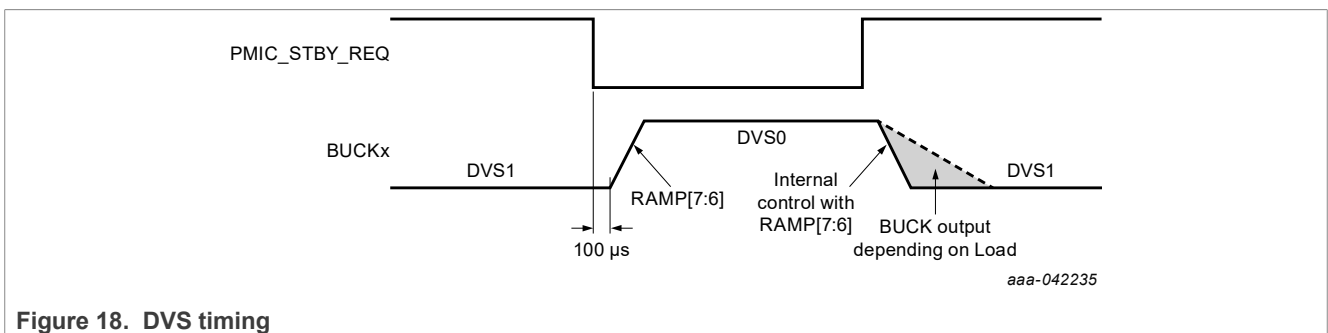 PMIC_STBY_REQ
BUCKx
DVS1
DVS0
DVS1
RAMP[7:6]
Internal
control with
RAMP[7:6]
BUCK output
depending on Load
100 µs
aaa-042235
Figure 18. DVS timing